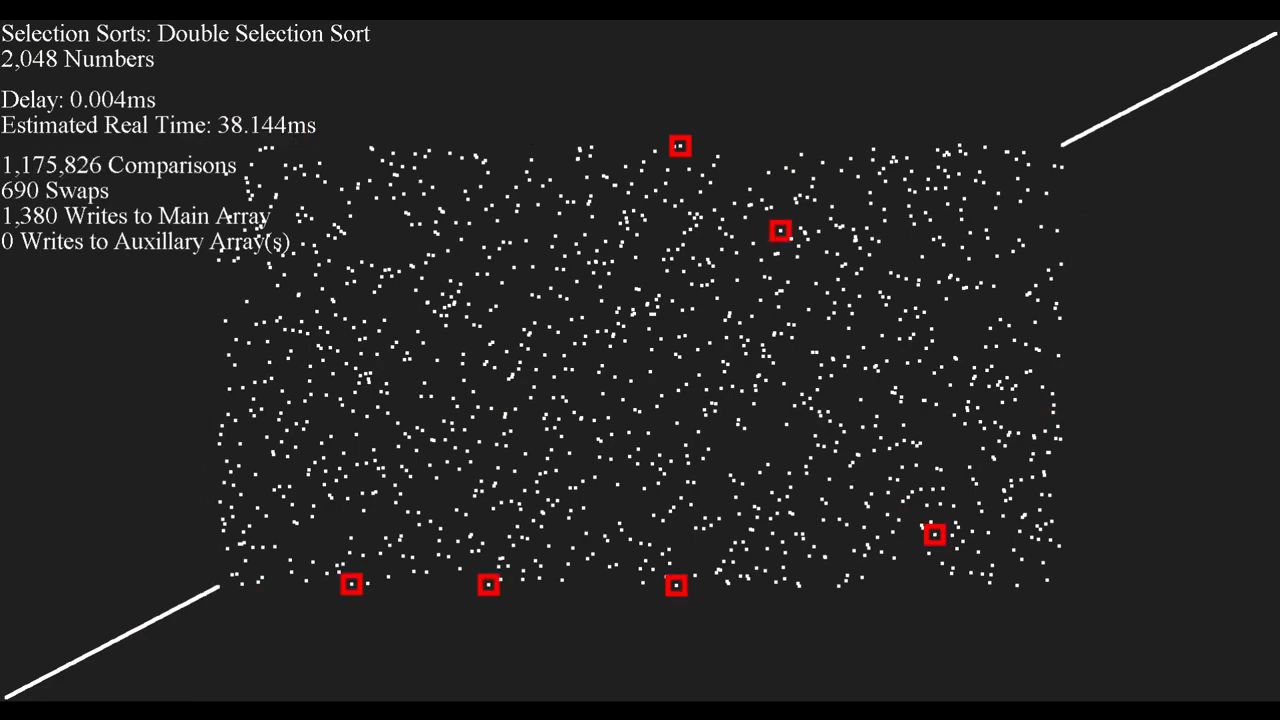 Selection Sorts: Double Selection Sort
2,048 Numbers
Delay: 0.004ms
Estimated Real Time: 38.144ms
1,175,826 Comparisons
690 Swaps
1,380 Writes to Main Array
0 Writes to Auxillary Array(s)